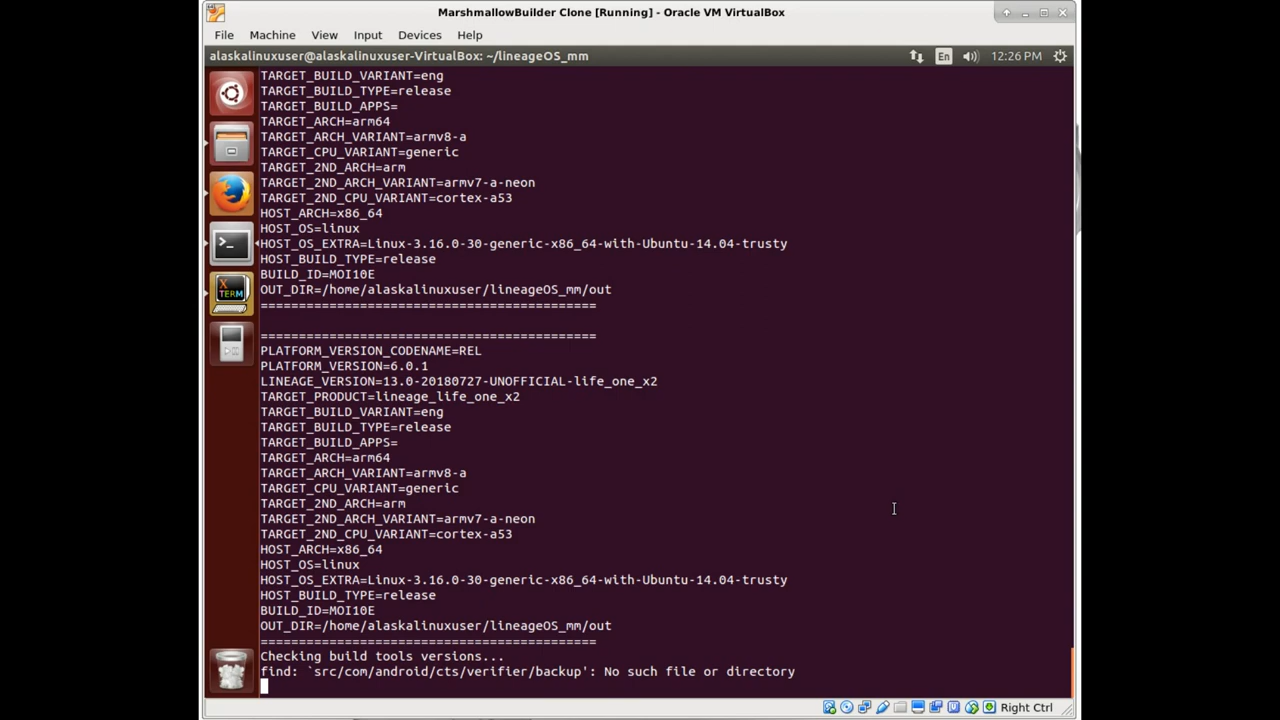 MarshmallowBuilder Clone [Running] - Oracle VM VirtualBox
File Machine View Input Devices Help
alaskalinuxuser@alaskalinuxuser-VirtualBox: ~/lineageOS_mm En 12:26 PM
TARGET_BUILD_VARIANT=eng
TARGET_BUILD_TYPE=release
TARGET_BUILD_APPS=
TARGET_ARCH=arm64
TARGET_ARCH_VARIANT=armv8-a
TARGET_CPU_VARIANT=generic
TARGET_2ND_ARCH=arm
TARGET_2ND_ARCH_VARIANT=armv7-a-neon
TARGET_2ND_CPU_VARIANT=cortex-a53
HOST_ARCH=x86_64
HOST_OS=linux
HOST_OS_EXTRA=Linux-3.16.0-30-generic-x86_64-with-Ubuntu-14.04-trusty
HOST_BUILD_TYPE=release
BUILD_ID=MOI10E
OUT_DIR=/home/alaskalinuxuser/lineageOS_mm/out
============================================
============================================
PLATFORM_VERSION_CODENAME=REL
PLATFORM_VERSION=6.0.1
LINEAGE_VERSION=13.0-20180727-UNOFFICIAL-life_one_x2
TARGET_PRODUCT=lineage_life_one_x2
TARGET_BUILD_VARIANT=eng
TARGET_BUILD_TYPE=release
TARGET_BUILD_APPS=
TARGET_ARCH=arm64
TARGET_ARCH_VARIANT=armv8-a
TARGET_CPU_VARIANT=generic
TARGET_2ND_ARCH=arm
TARGET_2ND_ARCH_VARIANT=armv7-a-neon
TARGET_2ND_CPU_VARIANT=cortex-a53
HOST_ARCH=x86_64
HOST_OS=linux
HOST_OS_EXTRA=Linux-3.16.0-30-generic-x86_64-with-Ubuntu-14.04-trusty
HOST_BUILD_TYPE=release
BUILD_ID=MOI10E
OUT_DIR=/home/alaskalinuxuser/lineageOS_mm/out
============================================
Checking build tools versions...
find: `src/com/android/cts/verifier/backup': No such file or directory
X
TERM
Right Ctrl